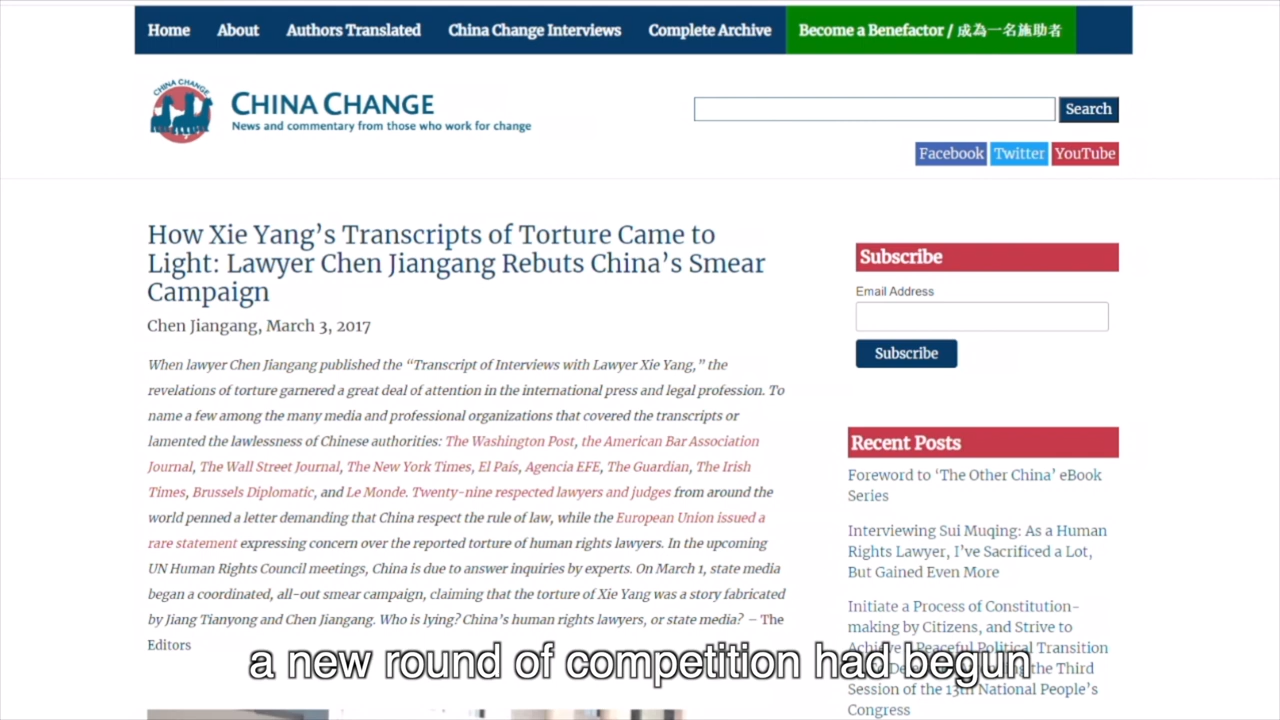 Home About Authors Translated China Change Interviews Complete Archive Become a Benefactor / 成為一名施助者
CHINA CHANGE
CHINA CHANGE
News and commentary from those who work for change
Search
Facebook Twitter YouTube
How Xie Yang’s Transcripts of Torture Came to
Light: Lawyer Chen Jiangang Rebuts China’s Smear
Campaign
Chen Jiangang, March 3, 2017
When lawyer Chen Jiangang published the “Transcript of Interviews with Lawyer Xie Yang,” the
revelations of torture garnered a great deal of attention in the international press and legal profession. To
name a few among the many media and professional organizations that covered the transcripts or
lamented the lawlessness of Chinese authorities: The Washington Post, the American Bar Association
Journal, The Wall Street Journal, The New York Times, El País, Agencia EFE, The Guardian, The Irish
Times, Brussels Diplomatic, and Le Monde. Twenty-nine respected lawyers and judges from around the
world penned a letter demanding that China respect the rule of law, while the European Union issued a
rare statement expressing concern over the reported torture of human rights lawyers. In the upcoming
UN Human Rights Council meetings, China is due to answer inquiries by experts. On March 1, state media
began a coordinated, all-out smear campaign, claiming that the torture of Xie Yang was a story fabricated
by Jiang Tianyong and Chen Jiangang. Who is lying? China’s human rights lawyers, or state media? – The
Editors
Subscribe
Email Address
Subscribe
Recent Posts
Foreword to ‘The Other China’ eBook
Series
Interviewing Sui Muqing: As a Human
Rights Lawyer, I’ve Sacrificed a Lot,
But Gained Even More
Initiate a Process of Constitution-
making by Citizens, and Strive to
Peaceful Political Transition
the Third
Session of the 13th National People’s
Congress
a new round of competition had begun